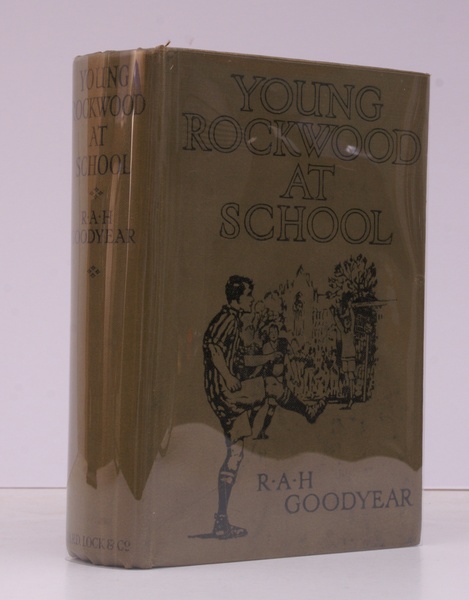 YOUNG
ROCKWOOD
AT
SCHOOL
R·A·H
GOODYEAR
LOCK & Co
YOUNG
ROCKWOOD
AT
SCHOOL
R·A·H
GOODYEAR